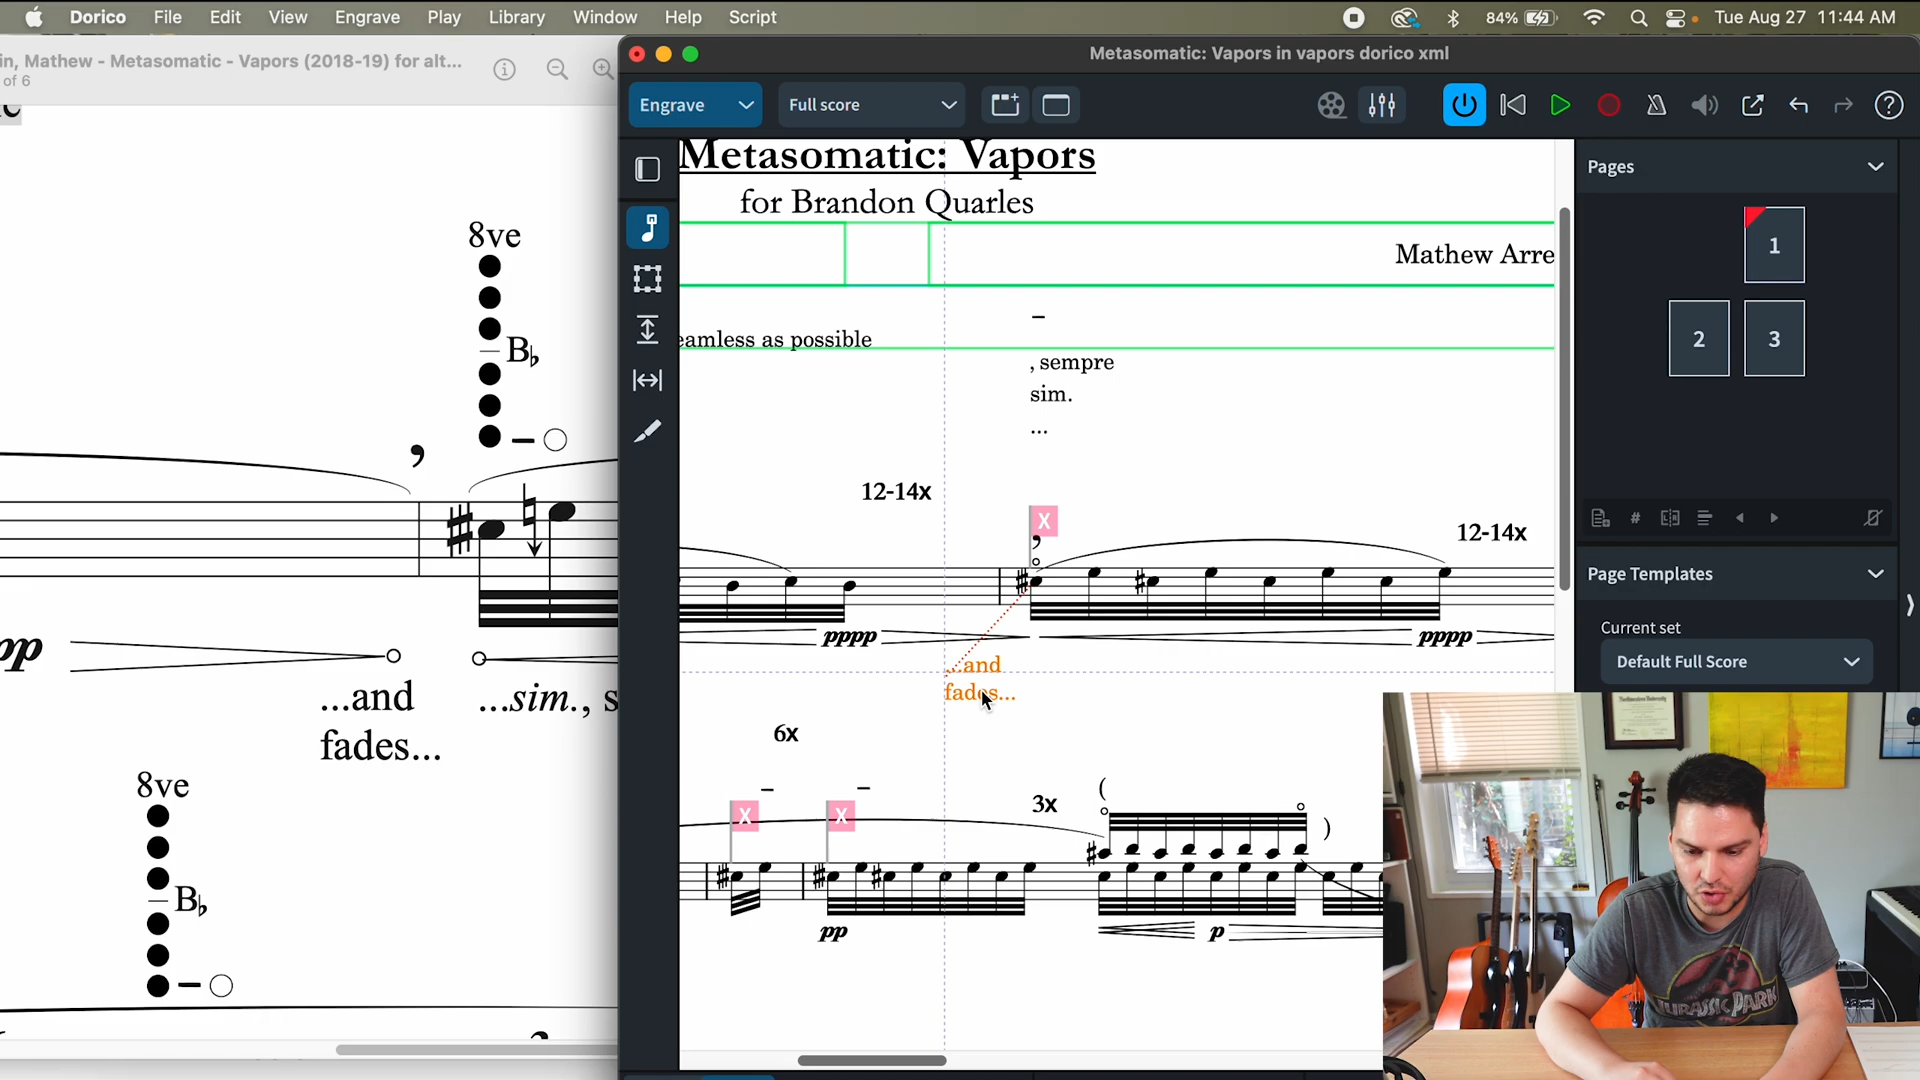 Dorico File Edit View Engrave Play Library Window Help Script
84% Tue Aug 27 11:44 AM
in, Mathew - Metasomatic - Vapors (2018-19) for alt...
of 6
Metasomatic: Vapors in vapors dorico xml
Engrave
Full score
Metasomatic: Vapors
for Brandon Quarles
Mathew Arre
eamless as possible
, sempre
sim.
...
12-14x
X
12-14x
pppp
pppp
...and
fades...
6x
X
X
3x
pp
p
8ve
B♭
pp
...and
fades...
...sim., s
8ve
B♭
Pages
1
2
3
Page Templates
Current set
Default Full Score
JURASSIC PARK